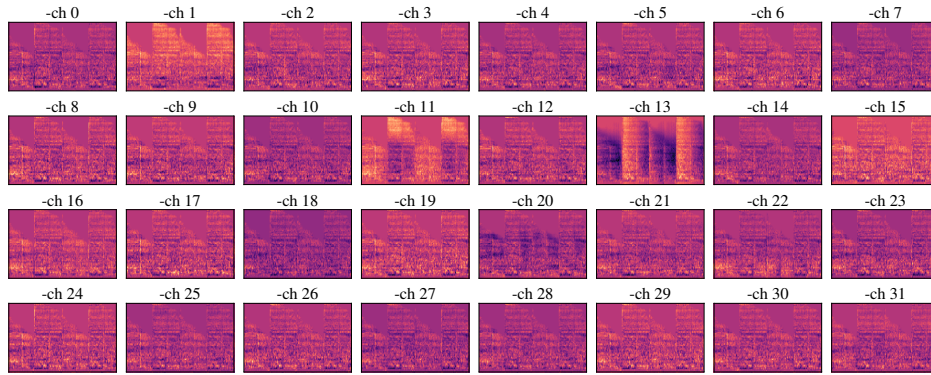 -ch 0 -ch 1 -ch 2 -ch 3 -ch 4 -ch 5 -ch 6 -ch 7
-ch 8 -ch 9 -ch 10 -ch 11 -ch 12 -ch 13 -ch 14 -ch 15
-ch 16 -ch 17 -ch 18 -ch 19 -ch 20 -ch 21 -ch 22 -ch 23
-ch 24 -ch 25 -ch 26 -ch 27 -ch 28 -ch 29 -ch 30 -ch 31